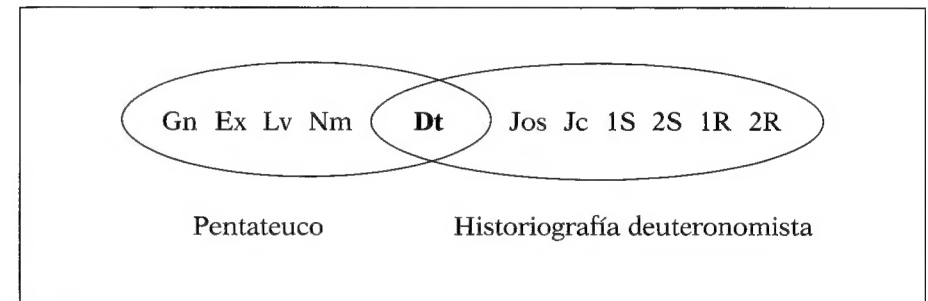 Gn Ex Lv Nm Dt Jos Jc 1S 2S 1R 2R
Pentateuco Historiografía deuteronomista